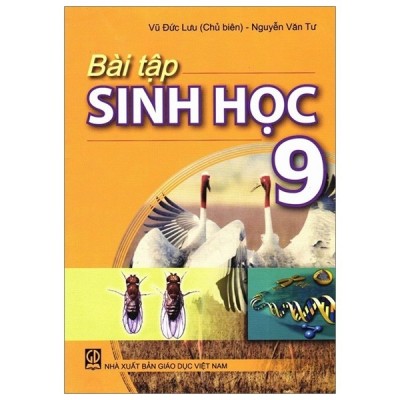 Vũ Đức Lưu (Chủ biên) - Nguyễn Văn Tư
Bài tập
SINH HỌC
9
NHÀ XUẤT BẢN GIÁO DỤC VIỆT NAM